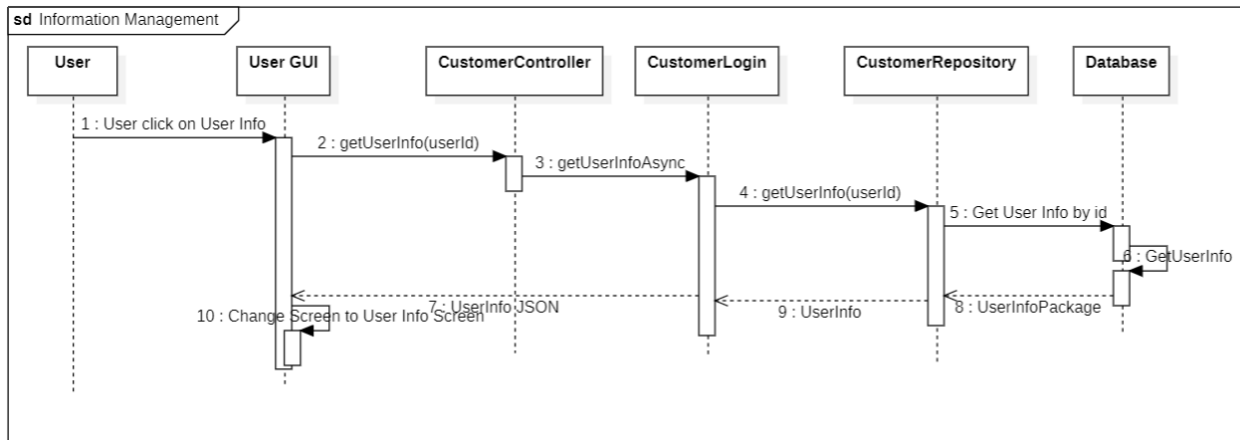 sd Information Management
User
User GUI
CustomerController
CustomerLogin
CustomerRepository
Database
1 : User click on User Info
2 : getUserInfo(userId)
3 : getUserInfoAsync
4 : getUserInfo(userId)
5 : Get User Info by id
6 : GetUserInfo
7 : UserInfo JSON
8 : UserInfoPackage
9 : UserInfo
10 : Change Screen to User Info Screen